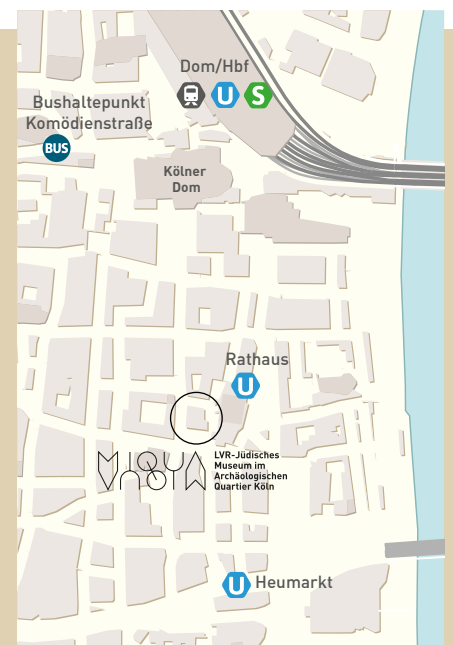 Dom/Hbf
U
S
Bushaltepunkt
Komödienstraße
BUS
Kölner
Dom
Rathaus
U
MIQUA
LVR-Jüdisches
Museum im
Archäologischen
Quartier Köln
U
Heumarkt